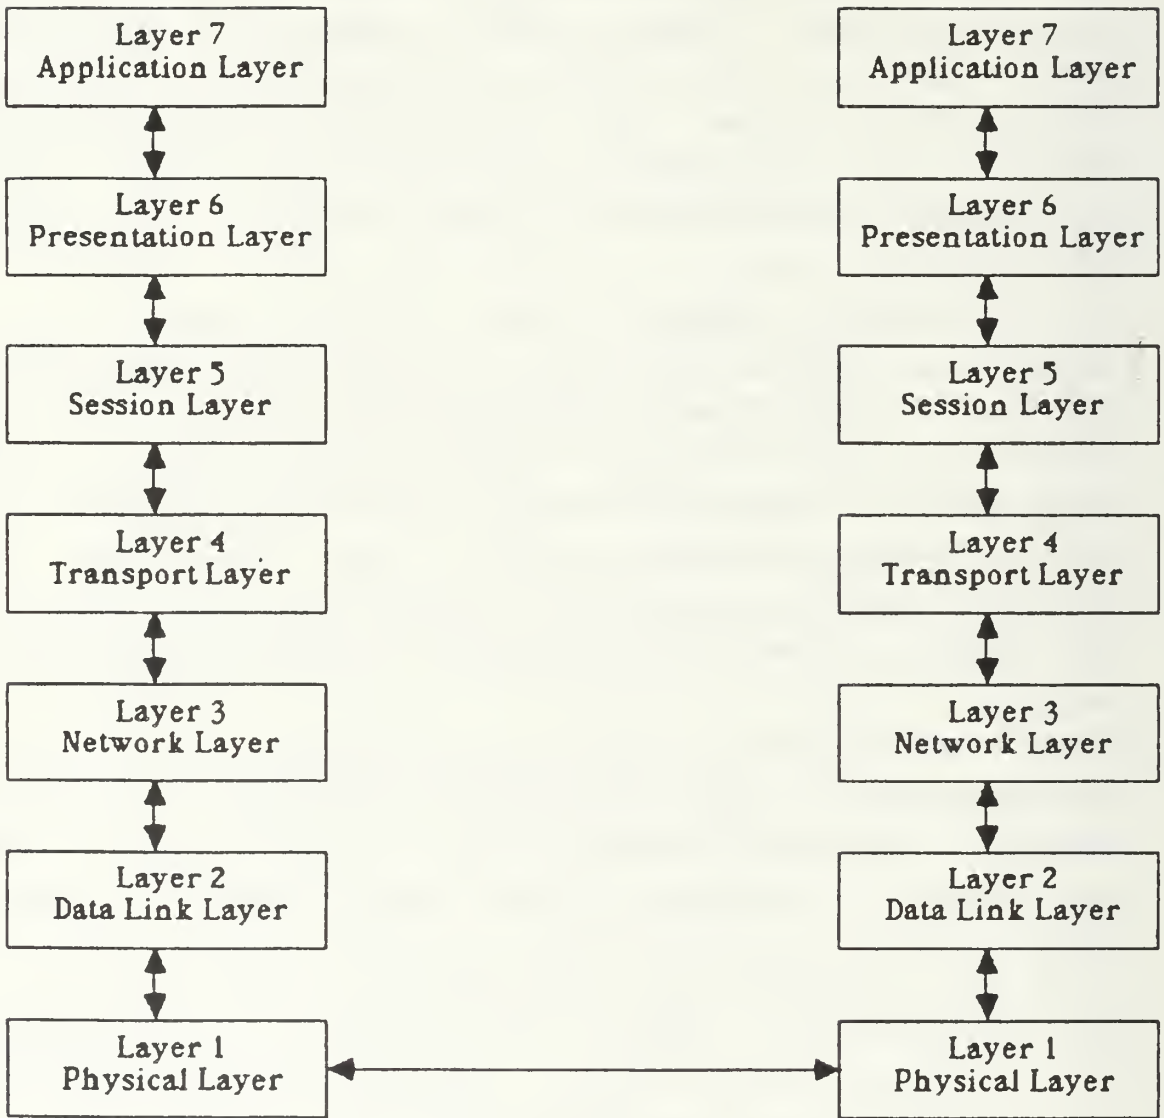 Layer 7
Application Layer
Layer 7
Application Layer
Layer 6
Presentation Layer
Layer 6
Presentation Layer
Layer 5
Session Layer
Layer 5
Session Layer
Layer 4
Transport Layer
Layer 4
Transport Layer
Layer 3
Network Layer
Layer 3
Network Layer
Layer 2
Data Link Layer
Layer 2
Data Link Layer
Layer 1
Physical Layer
Layer 1
Physical Layer